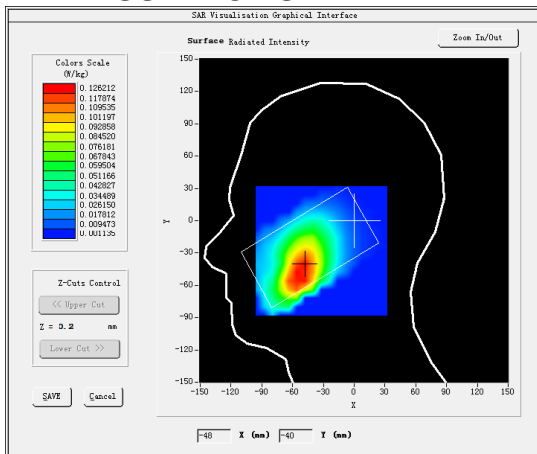 SAR Visualisation Graphical Interface
Surface Radiated Intensity
Zoom In/Out
Colors Scale
(W/kg)
0.126212
0.117874
0.109535
0.101197
0.092858
0.084520
0.076181
0.067843
0.059504
0.051166
0.042827
0.034489
0.026150
0.017812
0.009473
0.001135
Z-Cuts Control
<< Upper Cut
Z = 0.2 mm
Lower Cut >>
SAVE Cancel
150
120
90
60
30
0
-30
-60
-90
-120
-150
Y
-150 -120 -90 -60 -30 0 30 60 90 120 150
X
-48 X (mm) -40 Y (mm)